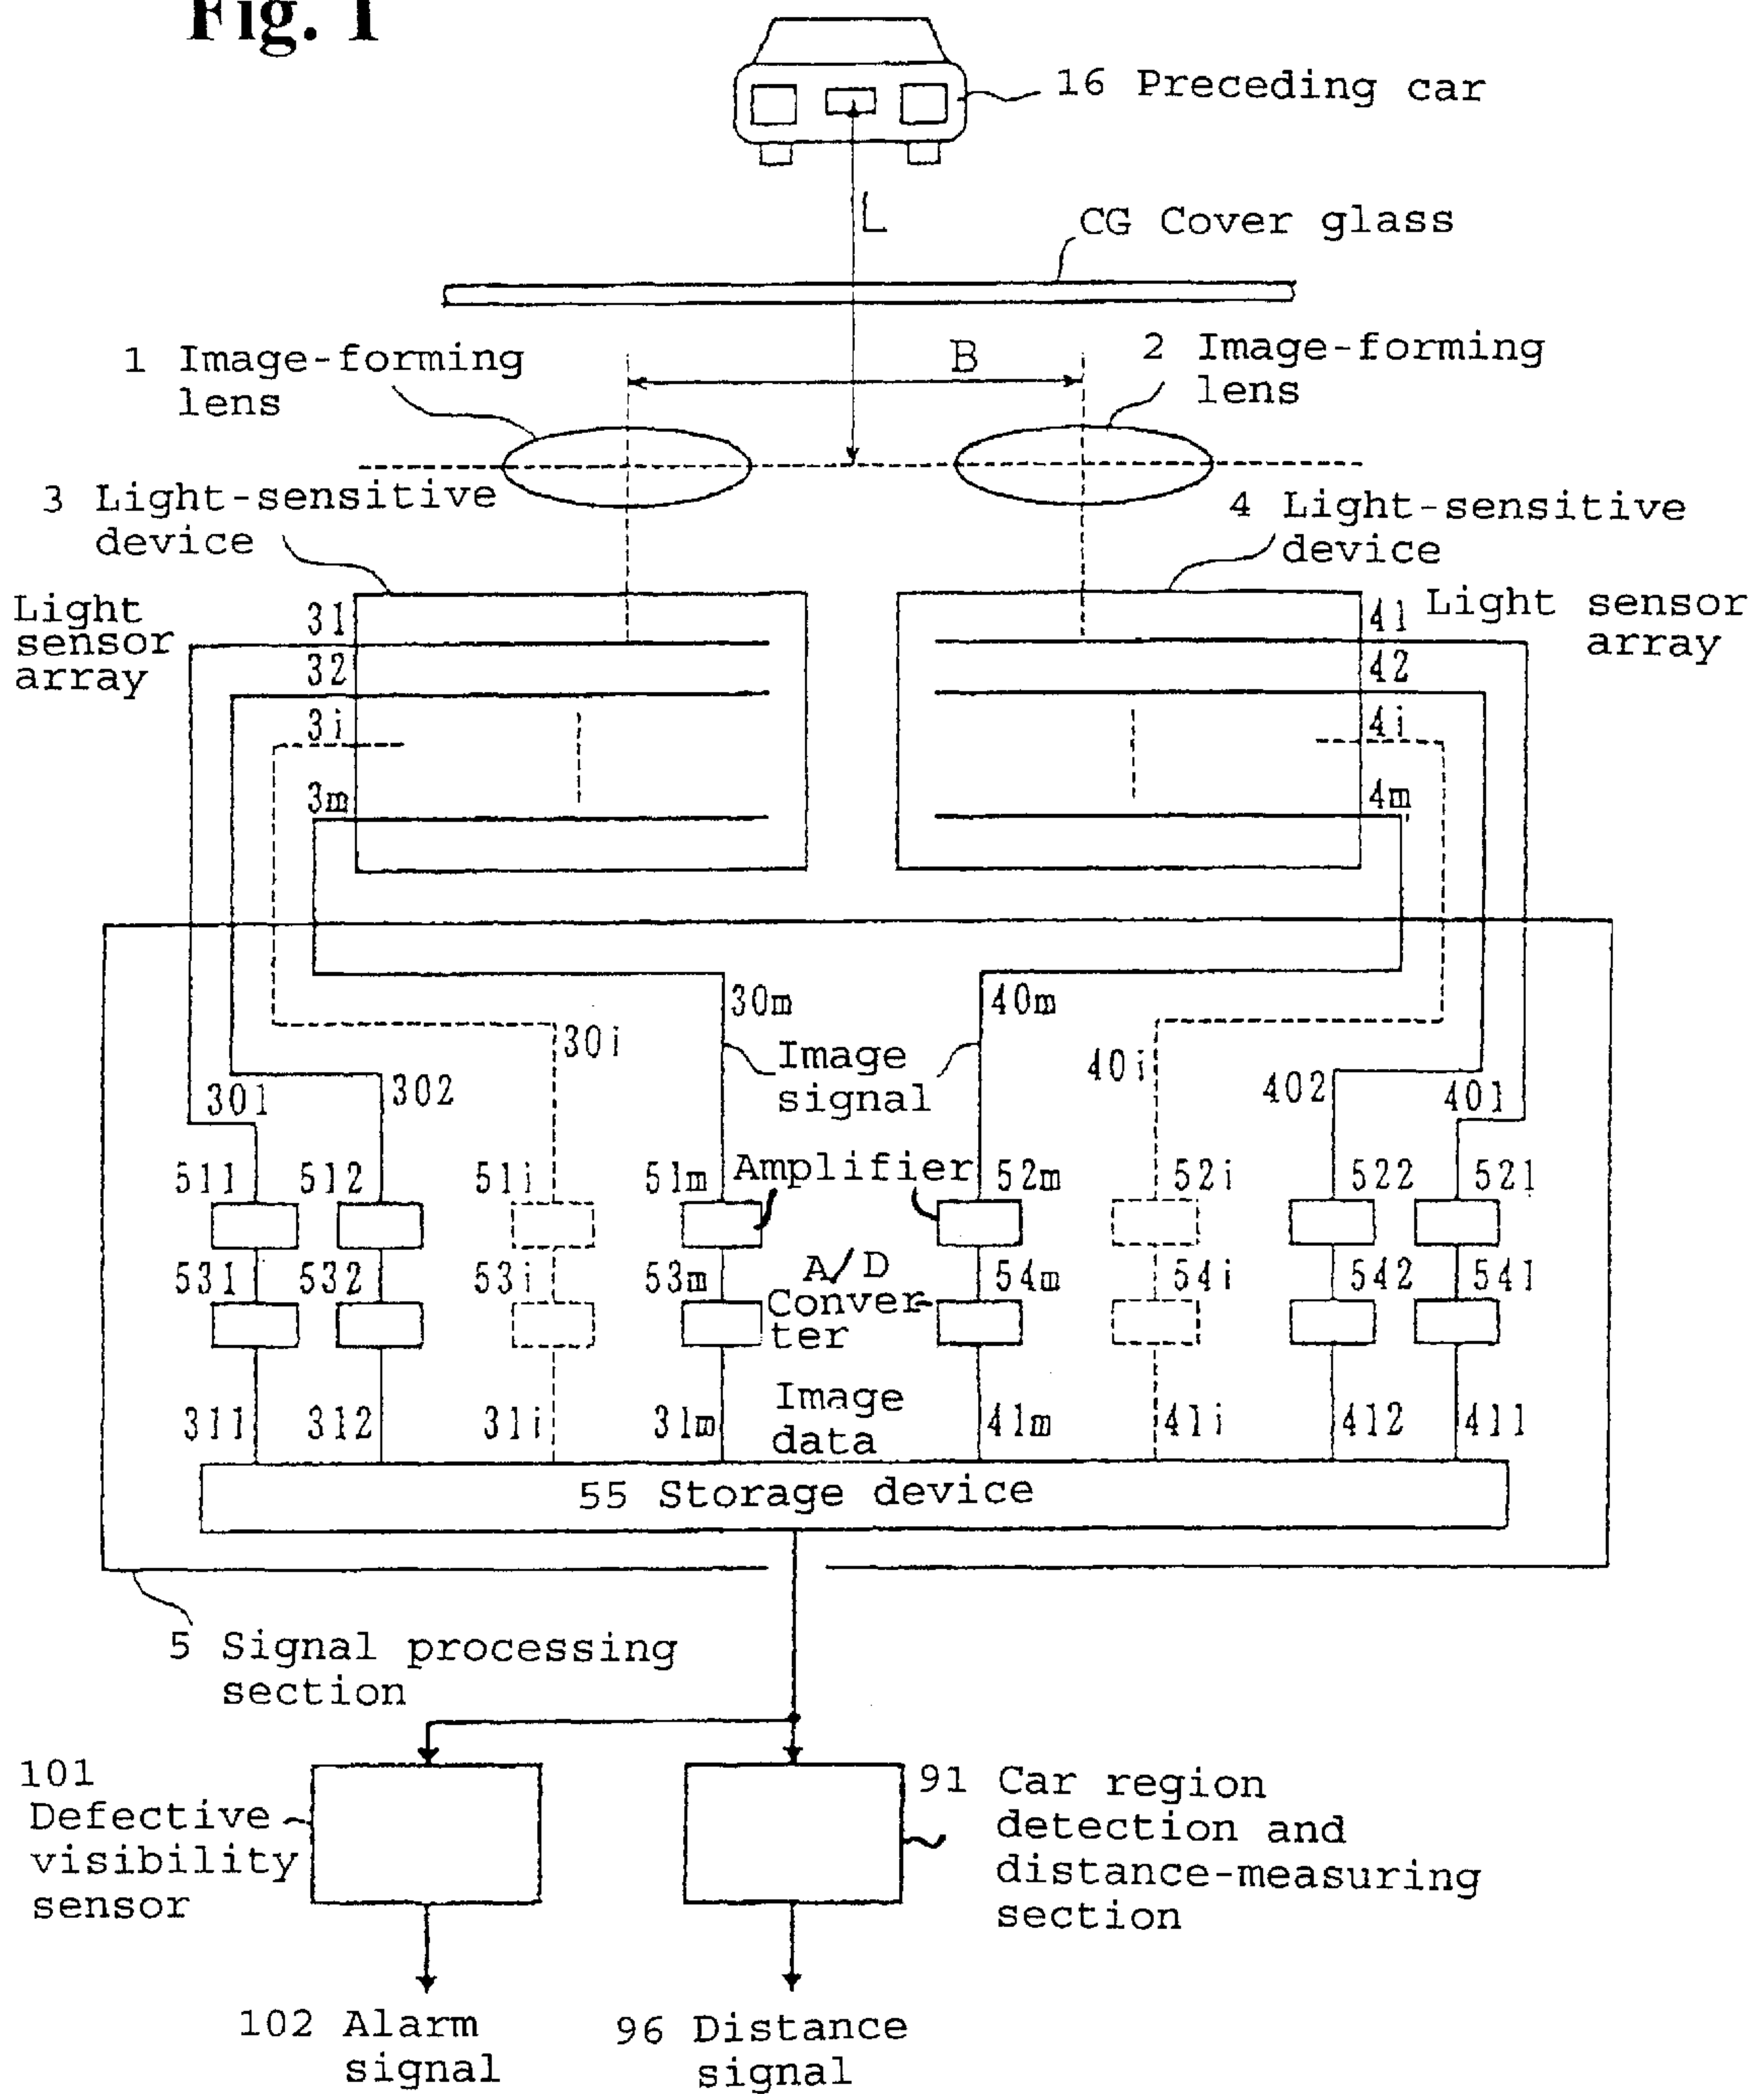 Fig. 1
16 Preceding car
L
CG Cover glass
1 Image-forming
lens
B
2 Image-forming
lens
3 Light-sensitive
device
4 Light-sensitive
device
Light
sensor
array
31
32
3i
3m
41
42
4i
4m
Light sensor
array
30m
40m
30i
Image
signal
40i
301
302
402
401
511
512
51i
51m
Amplifier
52m
52i
522
521
531
532
53i
53m
A/D
Conver-
ter
54m
54i
542
541
311
312
31i
31m
Image
data
41m
41i
412
411
55 Storage device
5 Signal processing
section
101
Defective
visibility
sensor
91 Car region
detection and
distance-measuring
section
102 Alarm
signal
96 Distance
signal